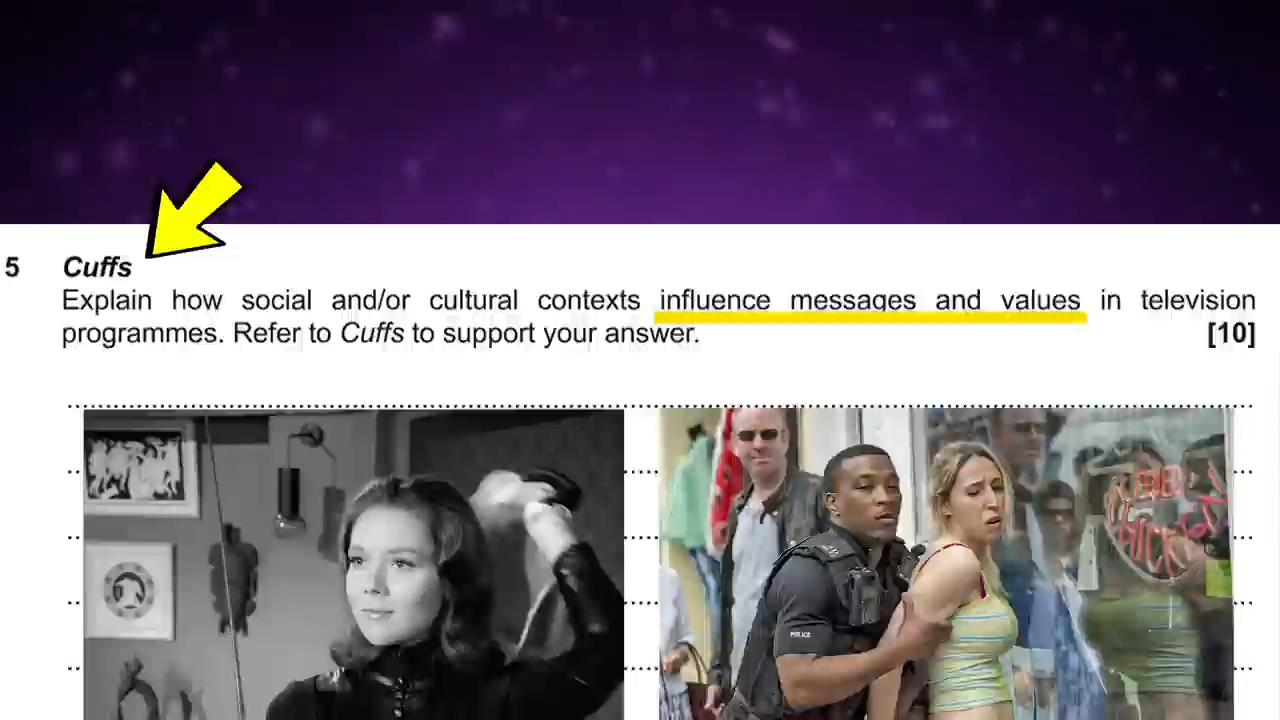 5 Cuffs
Explain how social and/or cultural contexts influence messages and values in television
programmes. Refer to Cuffs to support your answer. [10]
POLICE